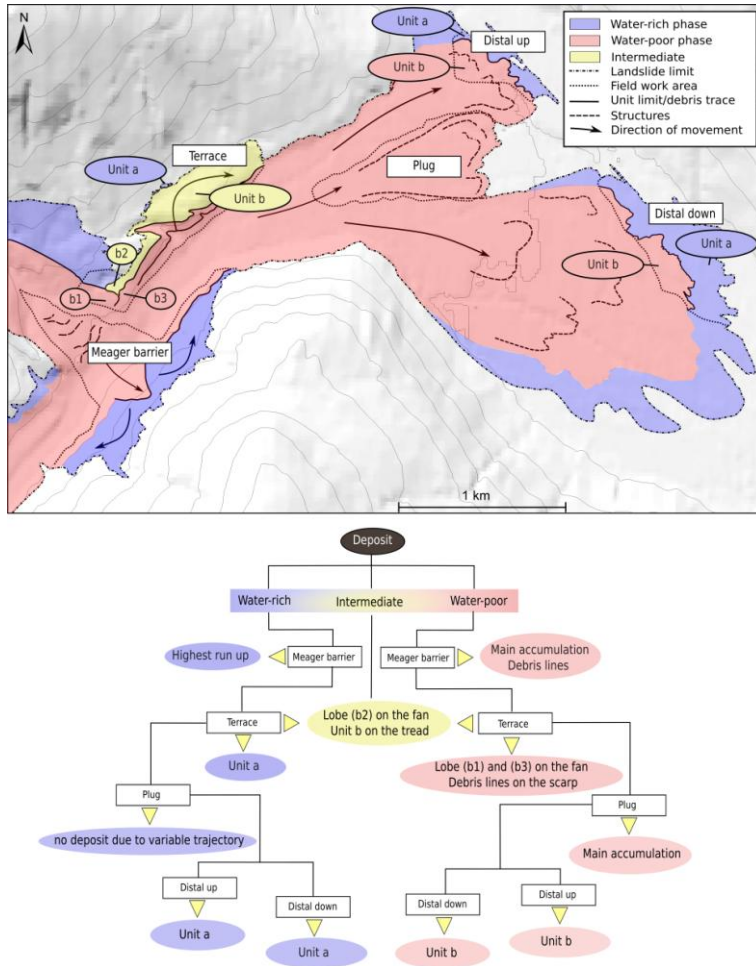 N
Unit a
Distal up
Unit b
Water-rich phase
Water-poor phase
Intermediate
Landslide limit
Field work area
Unit limit/debris trace
Structures
Direction of movement
Terrace
Unit a
Unit b
Plug
Distal down
Unit a
Unit b
b2
b1
b3
Meager barrier
1 km
Deposit
Water-rich
Intermediate
Water-poor
Highest run up
Meager barrier
Meager barrier
Main accumulation
Debris lines
Terrace
Lobe (b2) on the fan
Unit b on the tread
Terrace
Unit a
Lobe (b1) and (b3) on the fan
Debris lines on the scarp
Plug
Plug
no deposit due to variable trajectory
Main accumulation
Distal up
Distal down
Distal down
Distal up
Unit a
Unit a
Unit b
Unit b